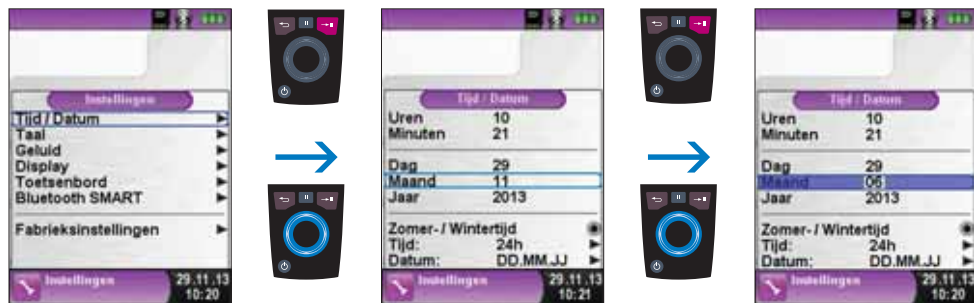 Instellingen
Tijd / Datum
Taal
Geluid
Display
Toetsenbord
Bluetooth SMART
Fabrieksinstellingen
Instellingen 29.11.13
10:20
Tijd / Datum
Uren 10
Minuten 21
Dag 29
Maand 11
Jaar 2013
Zomer- / Wintertijd
Tijd: 24h
Datum: DD.MM.JJ
Instellingen 29.11.13
10:21
Tijd / Datum
Uren 10
Minuten 21
Dag 29
Maand 06
Jaar 2013
Zomer- / Wintertijd
Tijd: 24h
Datum: DD.MM.JJ
Instellingen 29.11.13
10:20